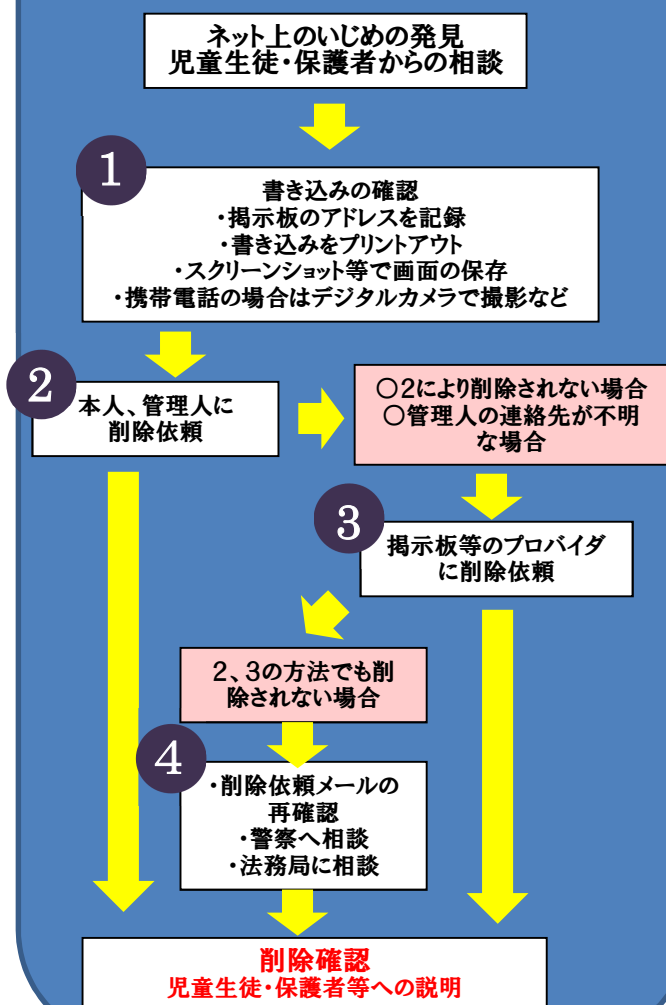 ネット上のいじめの発見
児童生徒・保護者からの相談
1
書き込みの確認
・掲示板のアドレスを記録
・書き込みをプリントアウト
・スクリーンショット等で画面の保存
・携帯電話の場合はデジタルカメラで撮影など
2
本人、管理人に
削除依頼
○2により削除されない場合
○管理人の連絡先が不明
な場合
3
掲示板等のプロバイダ
に削除依頼
2、3の方法でも削
除されない場合
4
・削除依頼メールの
再確認
・警察へ相談
・法務局に相談
削除確認
児童生徒・保護者等への説明